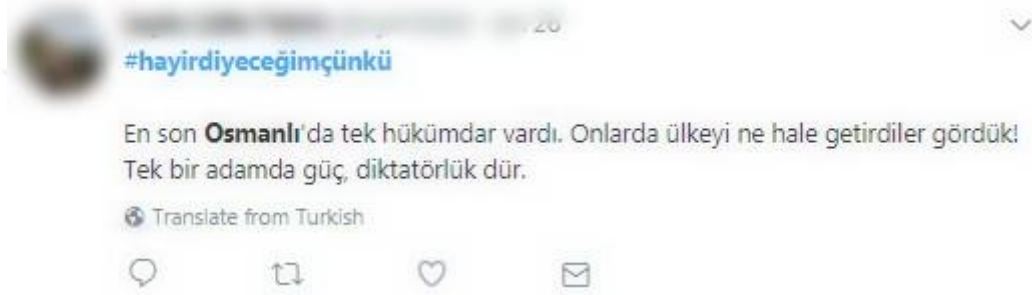 #hayirdiyeceğimçünkü
En son Osmanlı'da tek hükümdar vardı. Onlarda ülkeyi ne hale getirdiler gördük!
Tek bir adamda güç, diktatörlük dür.
Translate from Turkish